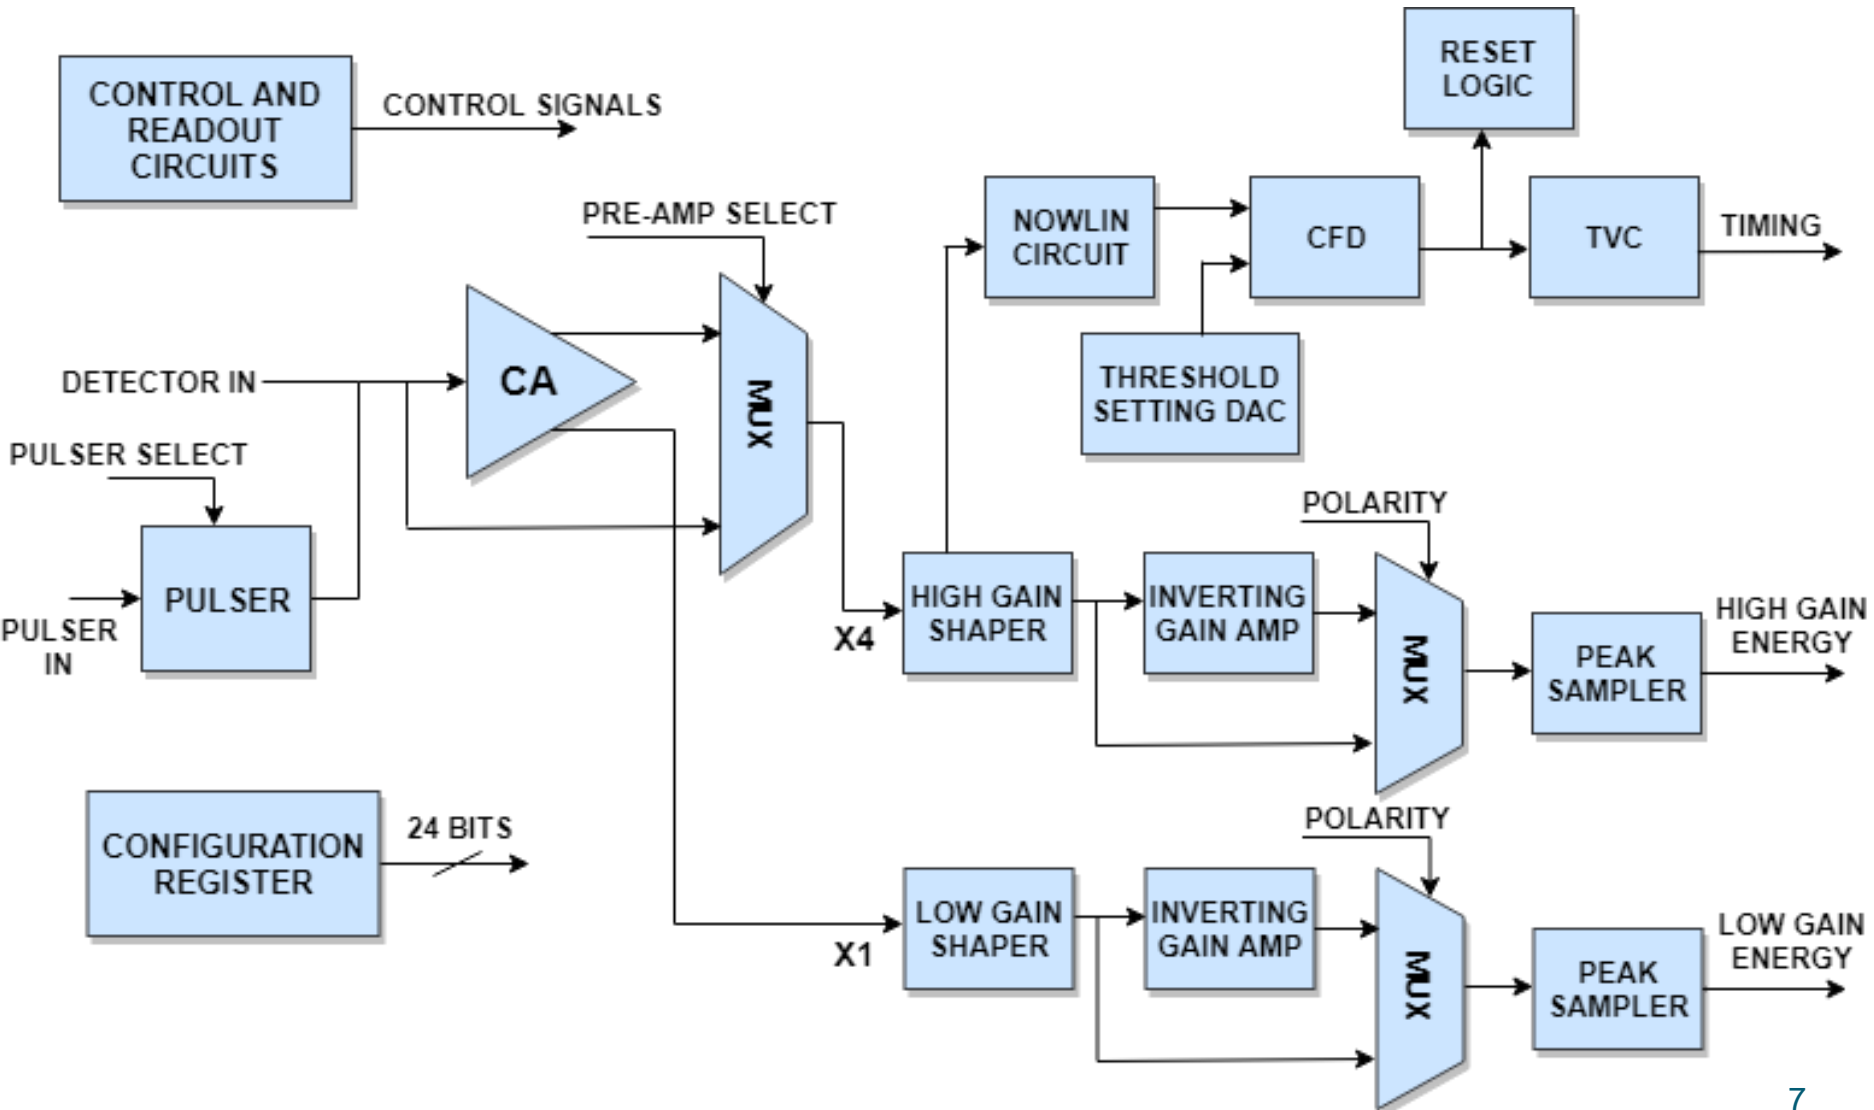 RESET
LOGIC
CONTROL AND
READOUT
CIRCUITS
CONTROL SIGNALS
PRE-AMP SELECT
NOWLIN
CIRCUIT
CFD
TVC
TIMING
THRESHOLD
SETTING DAC
DETECTOR IN
CA
MUX
PULSER SELECT
PULSER
PULSER
IN
POLARITY
X4
HIGH GAIN
SHAPER
INVERTING
GAIN AMP
MUX
PEAK
SAMPLER
HIGH GAIN
ENERGY
CONFIGURATION
REGISTER
24 BITS
POLARITY
X1
LOW GAIN
SHAPER
INVERTING
GAIN AMP
MUX
PEAK
SAMPLER
LOW GAIN
ENERGY
7